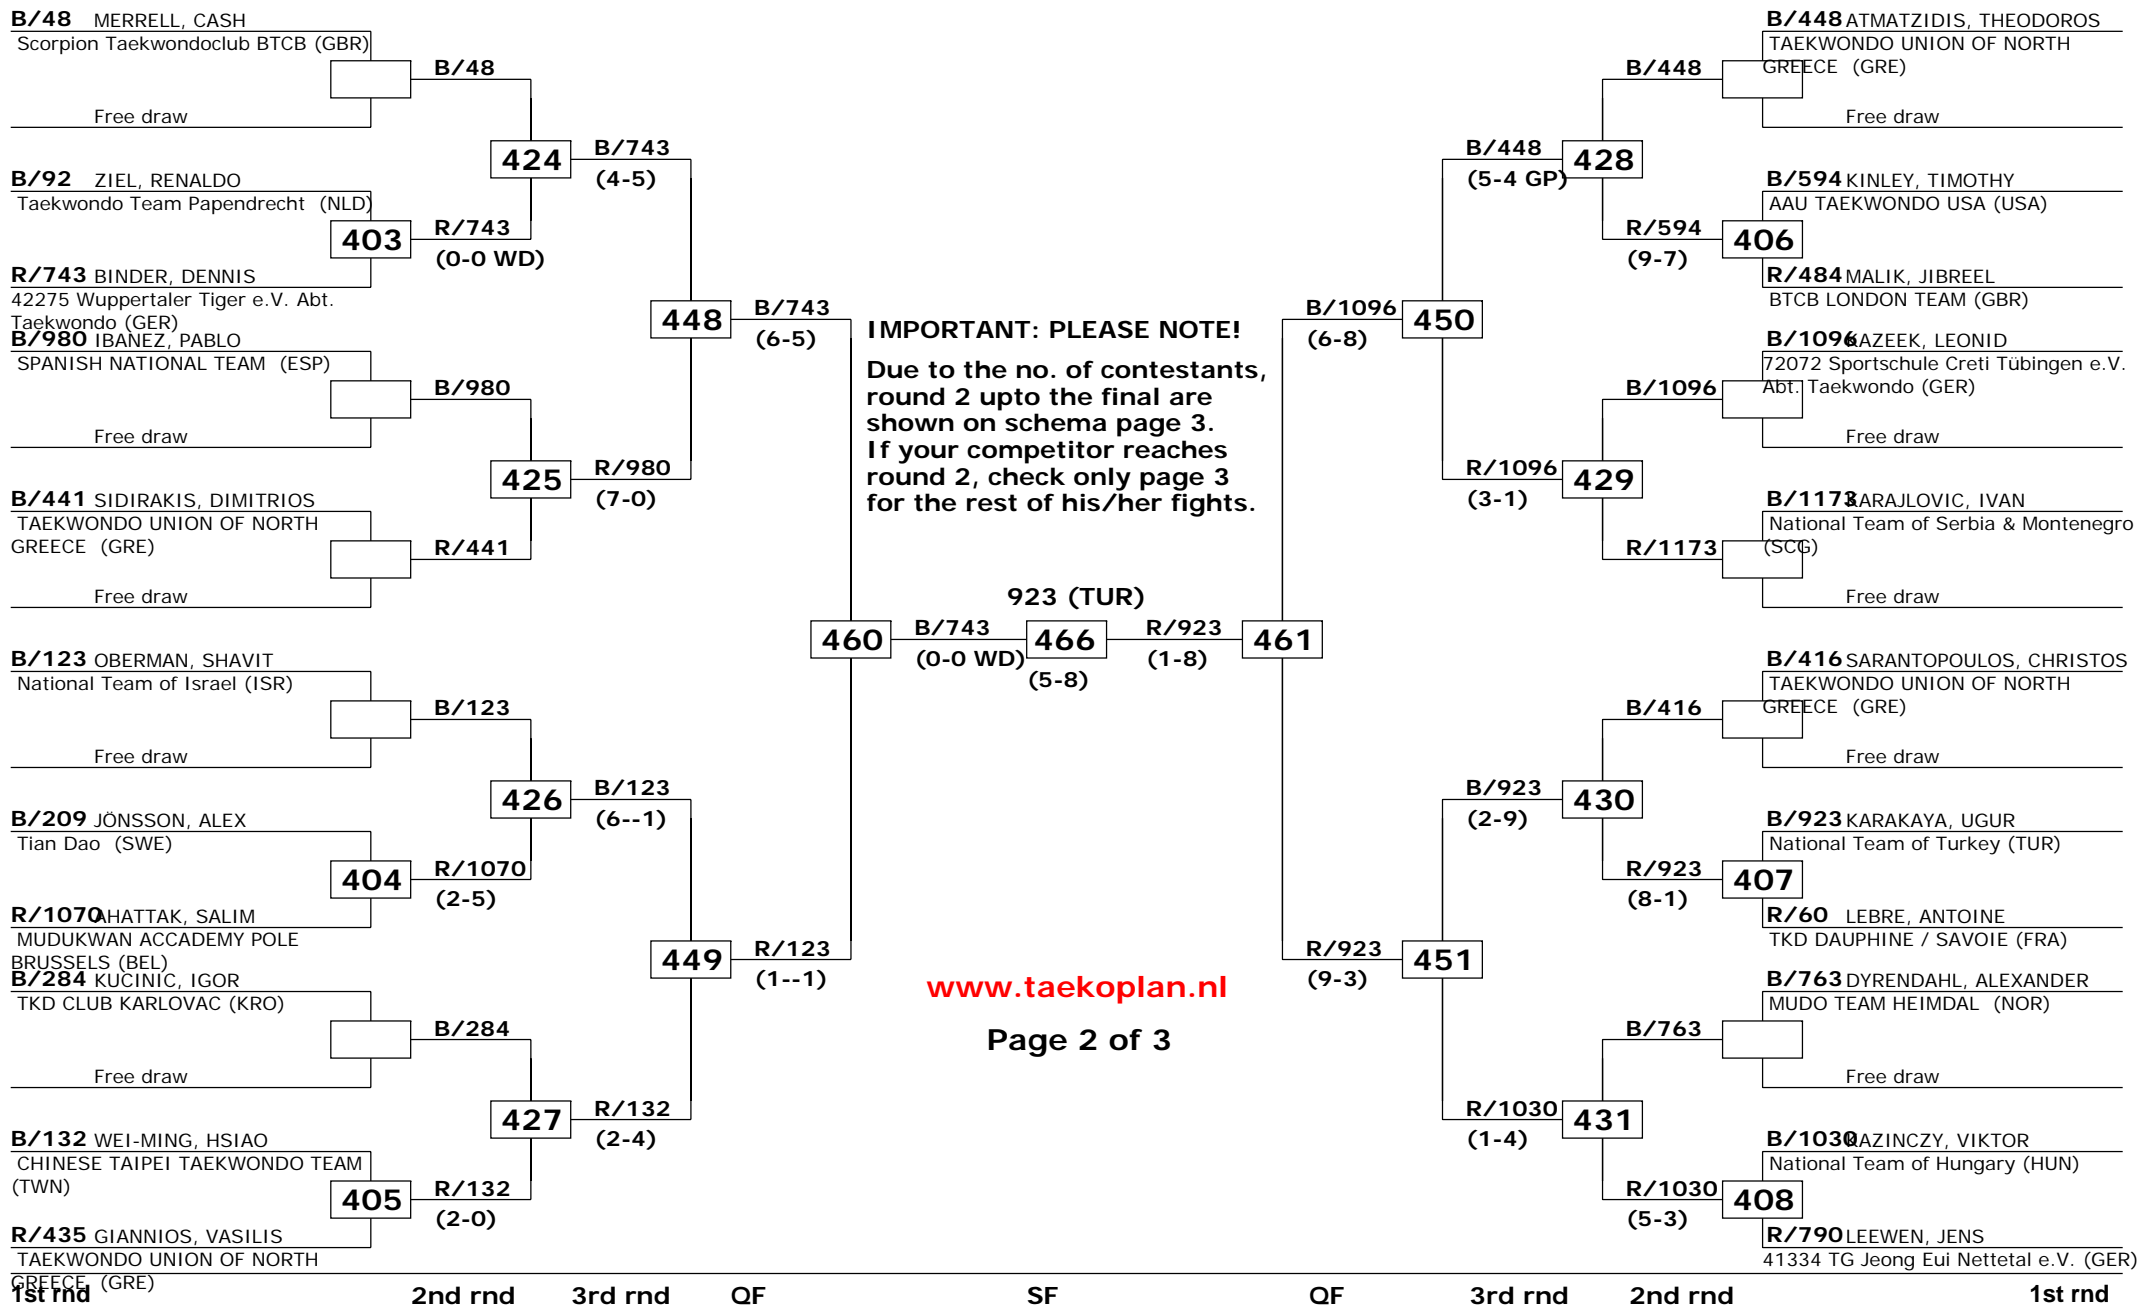 B/48 MERRELL, CASH
Scorpion Taekwondoclub BTCB (GBR)
B/48
Free draw
424
B/743
(4-5)
B/92 ZIEL, RENALDO
Taekwondo Team Papendrecht (NLD)
403
R/743
(0-0 WD)
R/743 BINDER, DENNIS
42275 Wuppertaler Tiger e.V. Abt.
Taekwondo (GER)
448
B/743
(6-5)
B/980 IBANEZ, PABLO
SPANISH NATIONAL TEAM (ESP)
B/980
Free draw
425
R/980
(7-0)
B/441 SIDIRAKIS, DIMITRIOS
TAEKWONDO UNION OF NORTH
GREECE (GRE)
R/441
Free draw
460
B/743
(0-0 WD)
B/123 OBERMAN, SHAVIT
National Team of Israel (ISR)
B/123
Free draw
426
B/123
(6--1)
B/209 JÖNSSON, ALEX
Tian Dao (SWE)
404
R/1070
(2-5)
R/1070 AHATTAK, SALIM
MUDUKWAN ACCADEMY POLE
BRUSSELS (BEL)
449
R/123
(1--1)
B/284 KUCINIC, IGOR
TKD CLUB KARLOVAC (KRO)
B/284
Free draw
427
R/132
(2-4)
B/132 WEI-MING, HSIAO
CHINESE TAIPEI TAEKWONDO TEAM
(TWN)
405
R/132
(2-0)
R/435 GIANNIOS, VASILIS
TAEKWONDO UNION OF NORTH
GREECE (GRE)
IMPORTANT: PLEASE NOTE!
Due to the no. of contestants,
round 2 upto the final are
shown on schema page 3.
If your competitor reaches
round 2, check only page 3
for the rest of his/her fights.
923 (TUR)
466
(5-8)
www.taekoplan.nl
Page 2 of 3
B/448 ATMATZIDIS, THEODOROS
TAEKWONDO UNION OF NORTH
GREECE (GRE)
B/448
Free draw
B/448
(5-4 GP)
428
B/594 KINLEY, TIMOTHY
AAU TAEKWONDO USA (USA)
R/594
(9-7)
406
R/484 MALIK, JIBREEL
BTCB LONDON TEAM (GBR)
B/1096
(6-8)
450
B/1096 KAZEEK, LEONID
72072 Sportschule Creti Tübingen e.V.
Abt. Taekwondo (GER)
B/1096
Free draw
R/1096
(3-1)
429
B/1173 KARAJLOVIC, IVAN
National Team of Serbia & Montenegro
(SCG)
R/1173
Free draw
R/923
(1-8)
461
B/416 SARANTOPOULOS, CHRISTOS
TAEKWONDO UNION OF NORTH
GREECE (GRE)
B/416
Free draw
B/923
(2-9)
430
B/923 KARAKAYA, UGUR
National Team of Turkey (TUR)
R/923
(8-1)
407
R/60 LEBRE, ANTOINE
TKD DAUPHINE / SAVOIE (FRA)
R/923
(9-3)
451
B/763 DYRENDAHL, ALEXANDER
MUDO TEAM HEIMDAL (NOR)
B/763
Free draw
R/1030
(1-4)
431
B/1030 KAZINCZY, VIKTOR
National Team of Hungary (HUN)
R/1030
(5-3)
408
R/790 LEEWEN, JENS
41334 TG Jeong Eui Nettetal e.V. (GER)
1st rnd 2nd rnd 3rd rnd QF SF QF 3rd rnd 2nd rnd 1st rnd